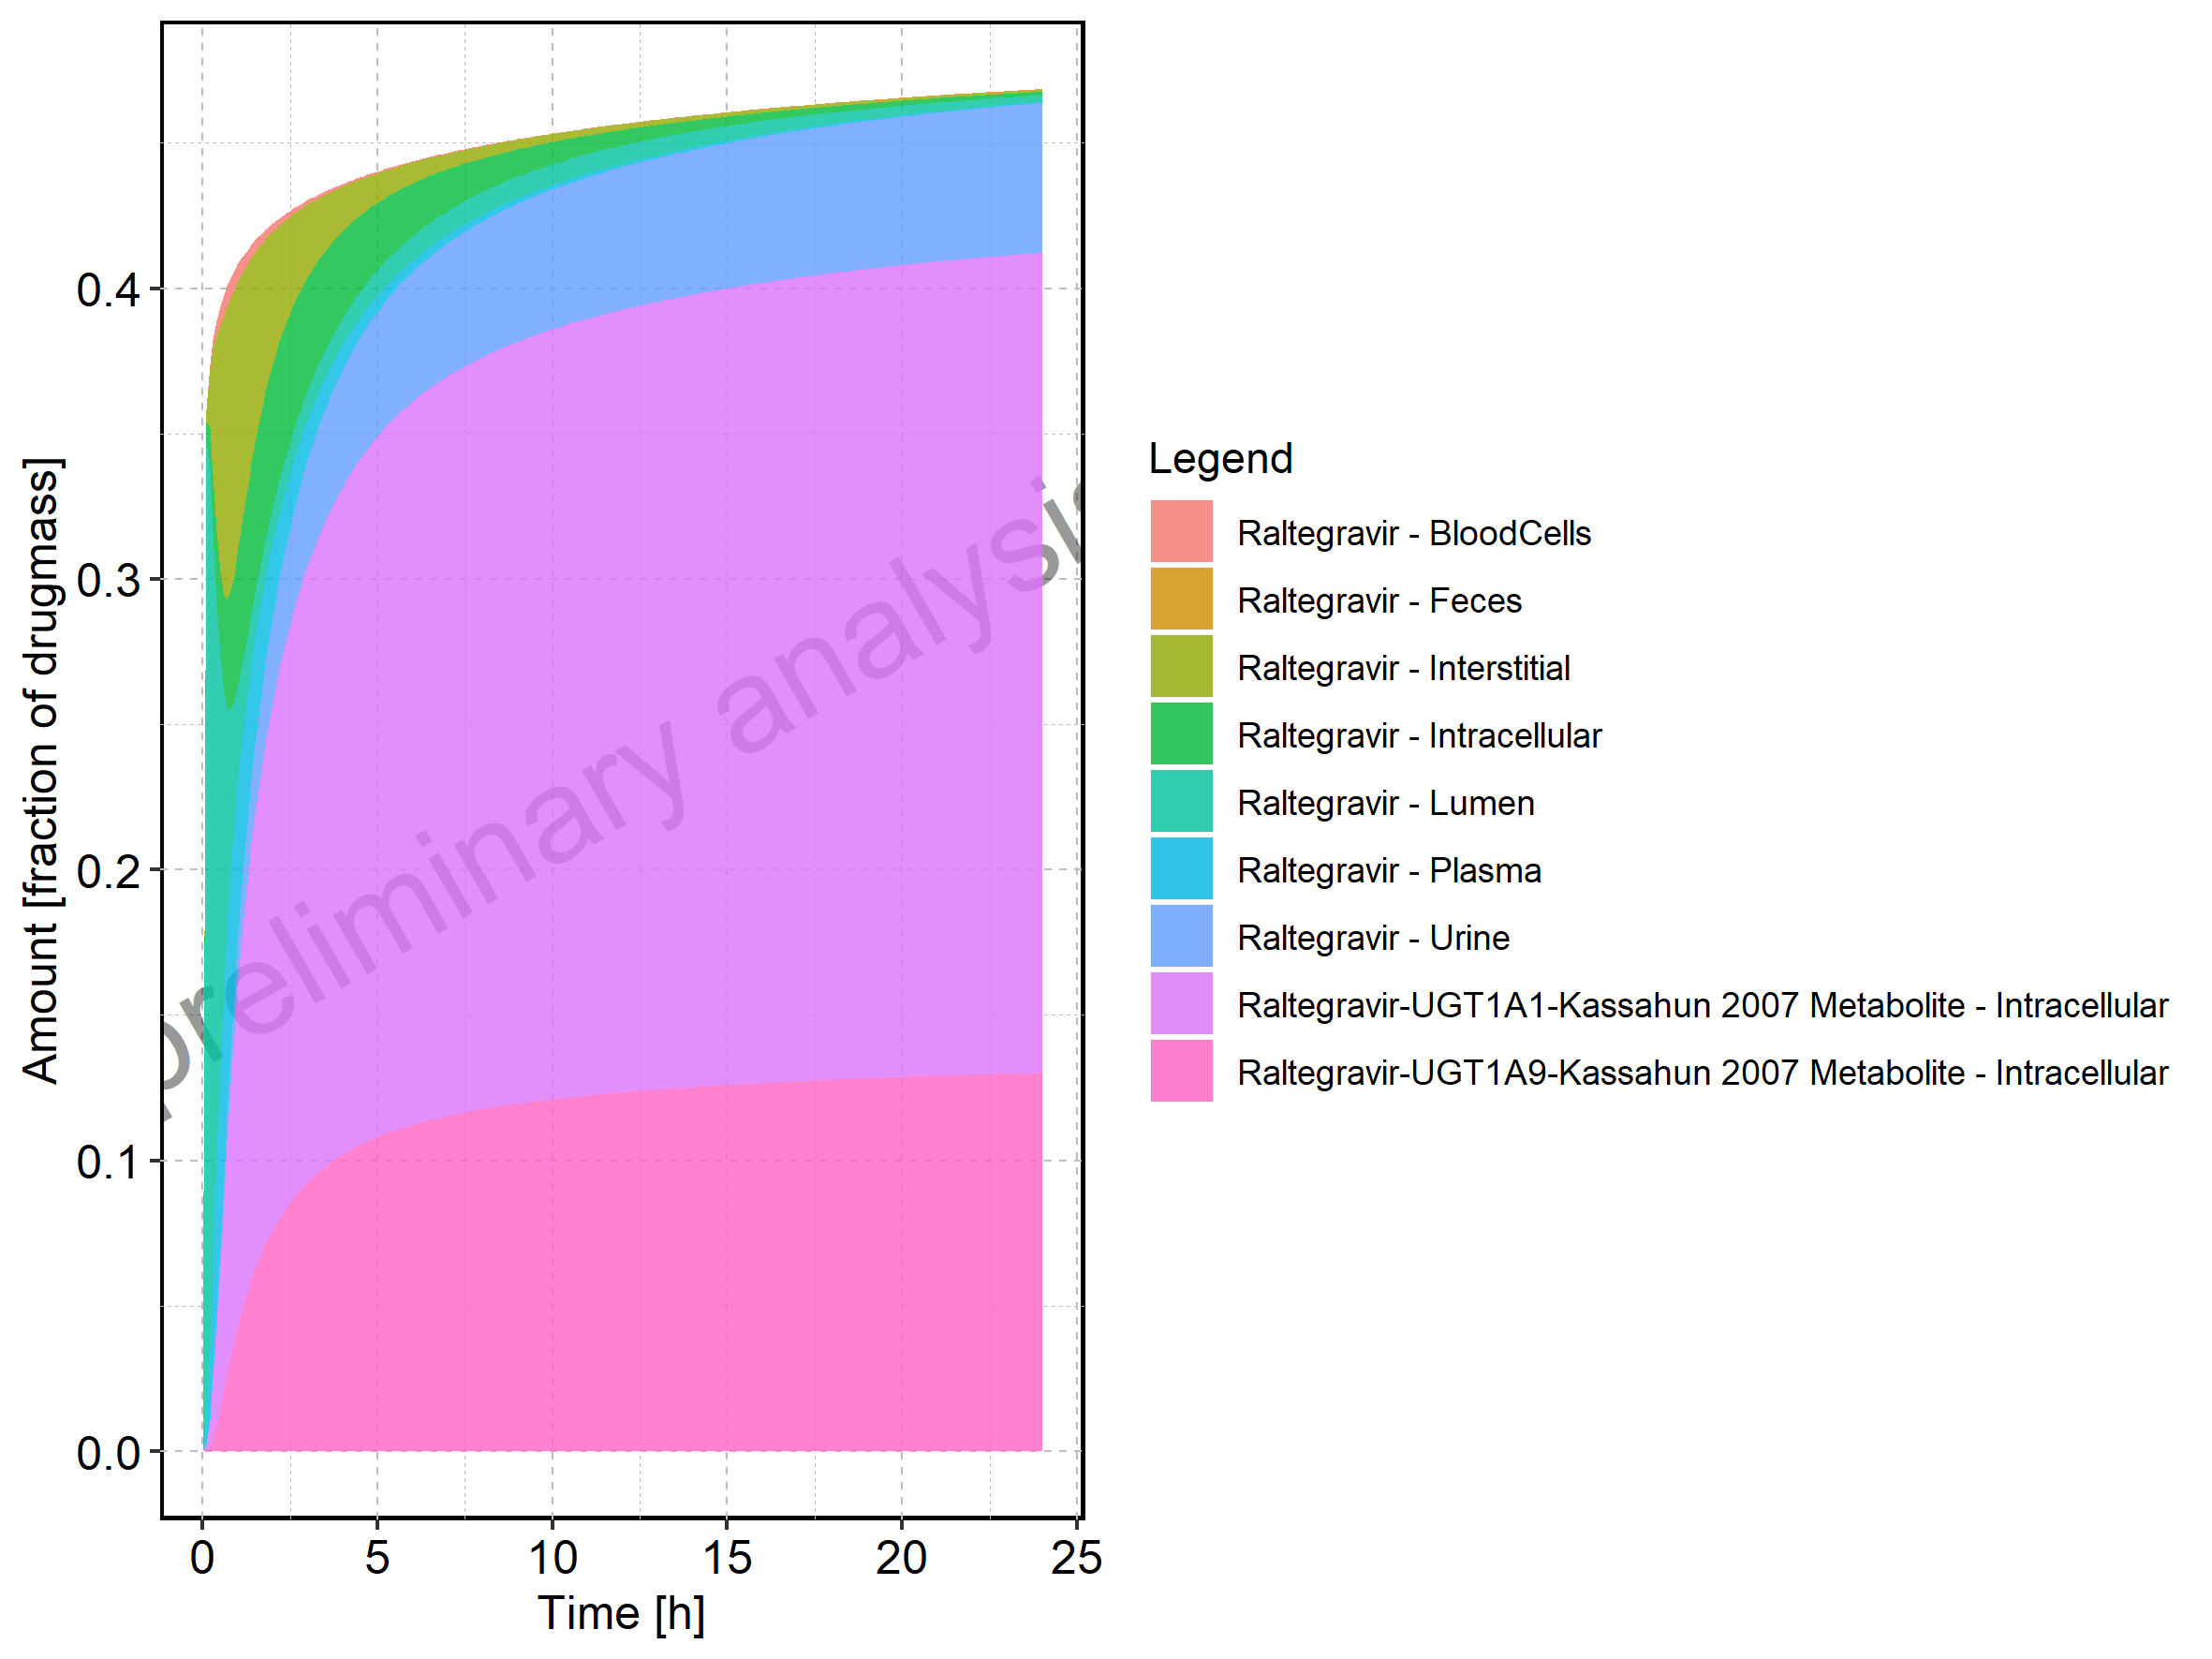 Amount [fraction of drugmass]
0.4
0.3
0.2
0.1
0.0
0 5 10 15 20 25
Time [h]
preliminary analysis
Legend
Raltegravir - BloodCells
Raltegravir - Feces
Raltegravir - Interstitial
Raltegravir - Intracellular
Raltegravir - Lumen
Raltegravir - Plasma
Raltegravir - Urine
Raltegravir-UGT1A1-Kassahun 2007 Metabolite - Intracellular
Raltegravir-UGT1A9-Kassahun 2007 Metabolite - Intracellular